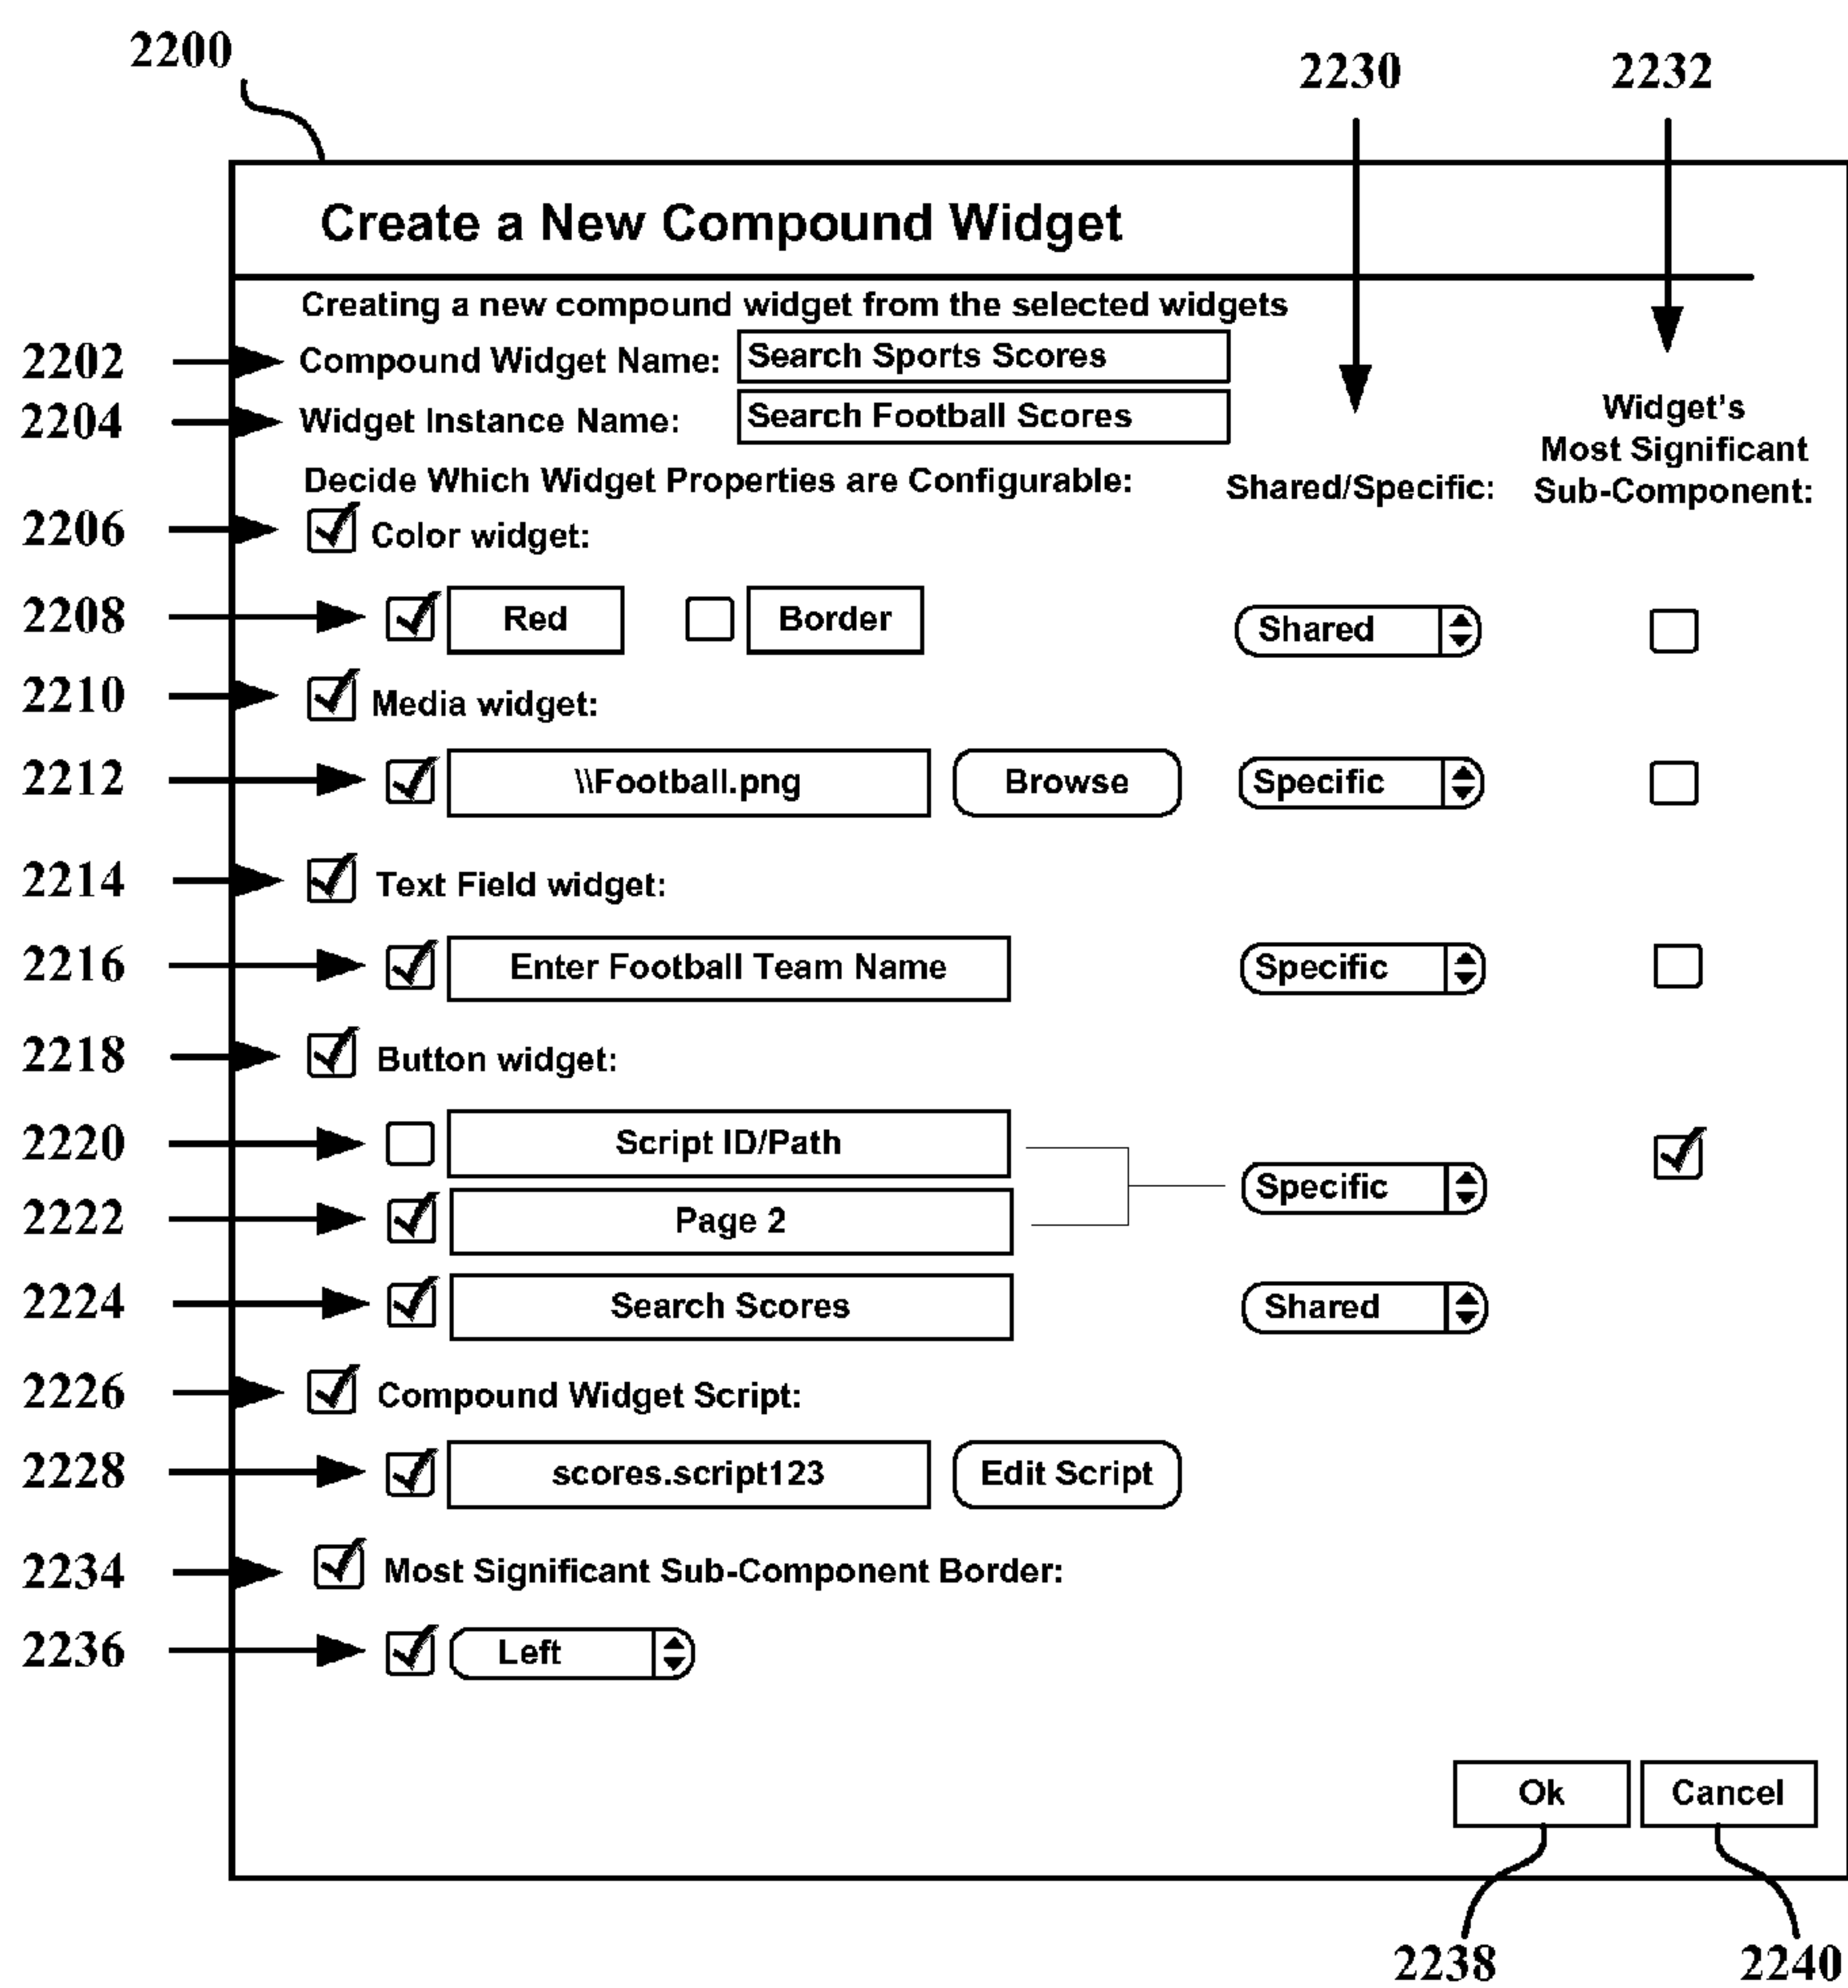 2200
2230
2232
Create a New Compound Widget
Creating a new compound widget from the selected widgets
2202 Compound Widget Name: Search Sports Scores
2204 Widget Instance Name: Search Football Scores
Widget's
Most Significant
Sub-Component:
Decide Which Widget Properties are Configurable: Shared/Specific:
2206 Color widget:
2208 Red Border Shared
2210 Media widget:
2212 \\Football.png Browse Specific
2214 Text Field widget:
2216 Enter Football Team Name Specific
2218 Button widget:
2220 Script ID/Path
Specific
2222 Page 2
2224 Search Scores Shared
2226 Compound Widget Script:
2228 scores.script123 Edit Script
2234 Most Significant Sub-Component Border:
2236 Left
Ok Cancel
2238 2240